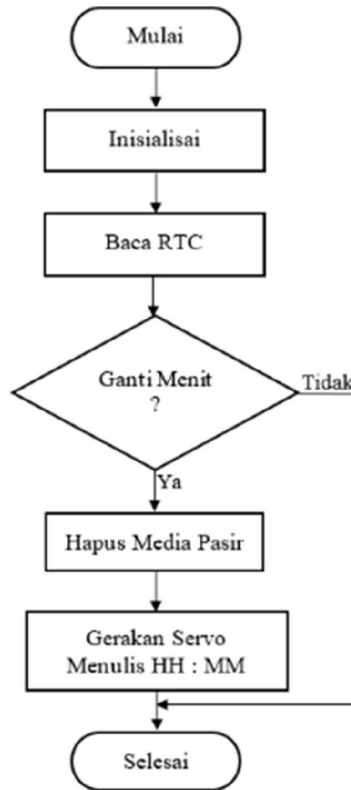 Mulai
Inisialisai
Baca RTC
Ganti Menit
?
Tidak
Ya
Hapus Media Pasir
Gerakan Servo
Menulis HH : MM
Selesai